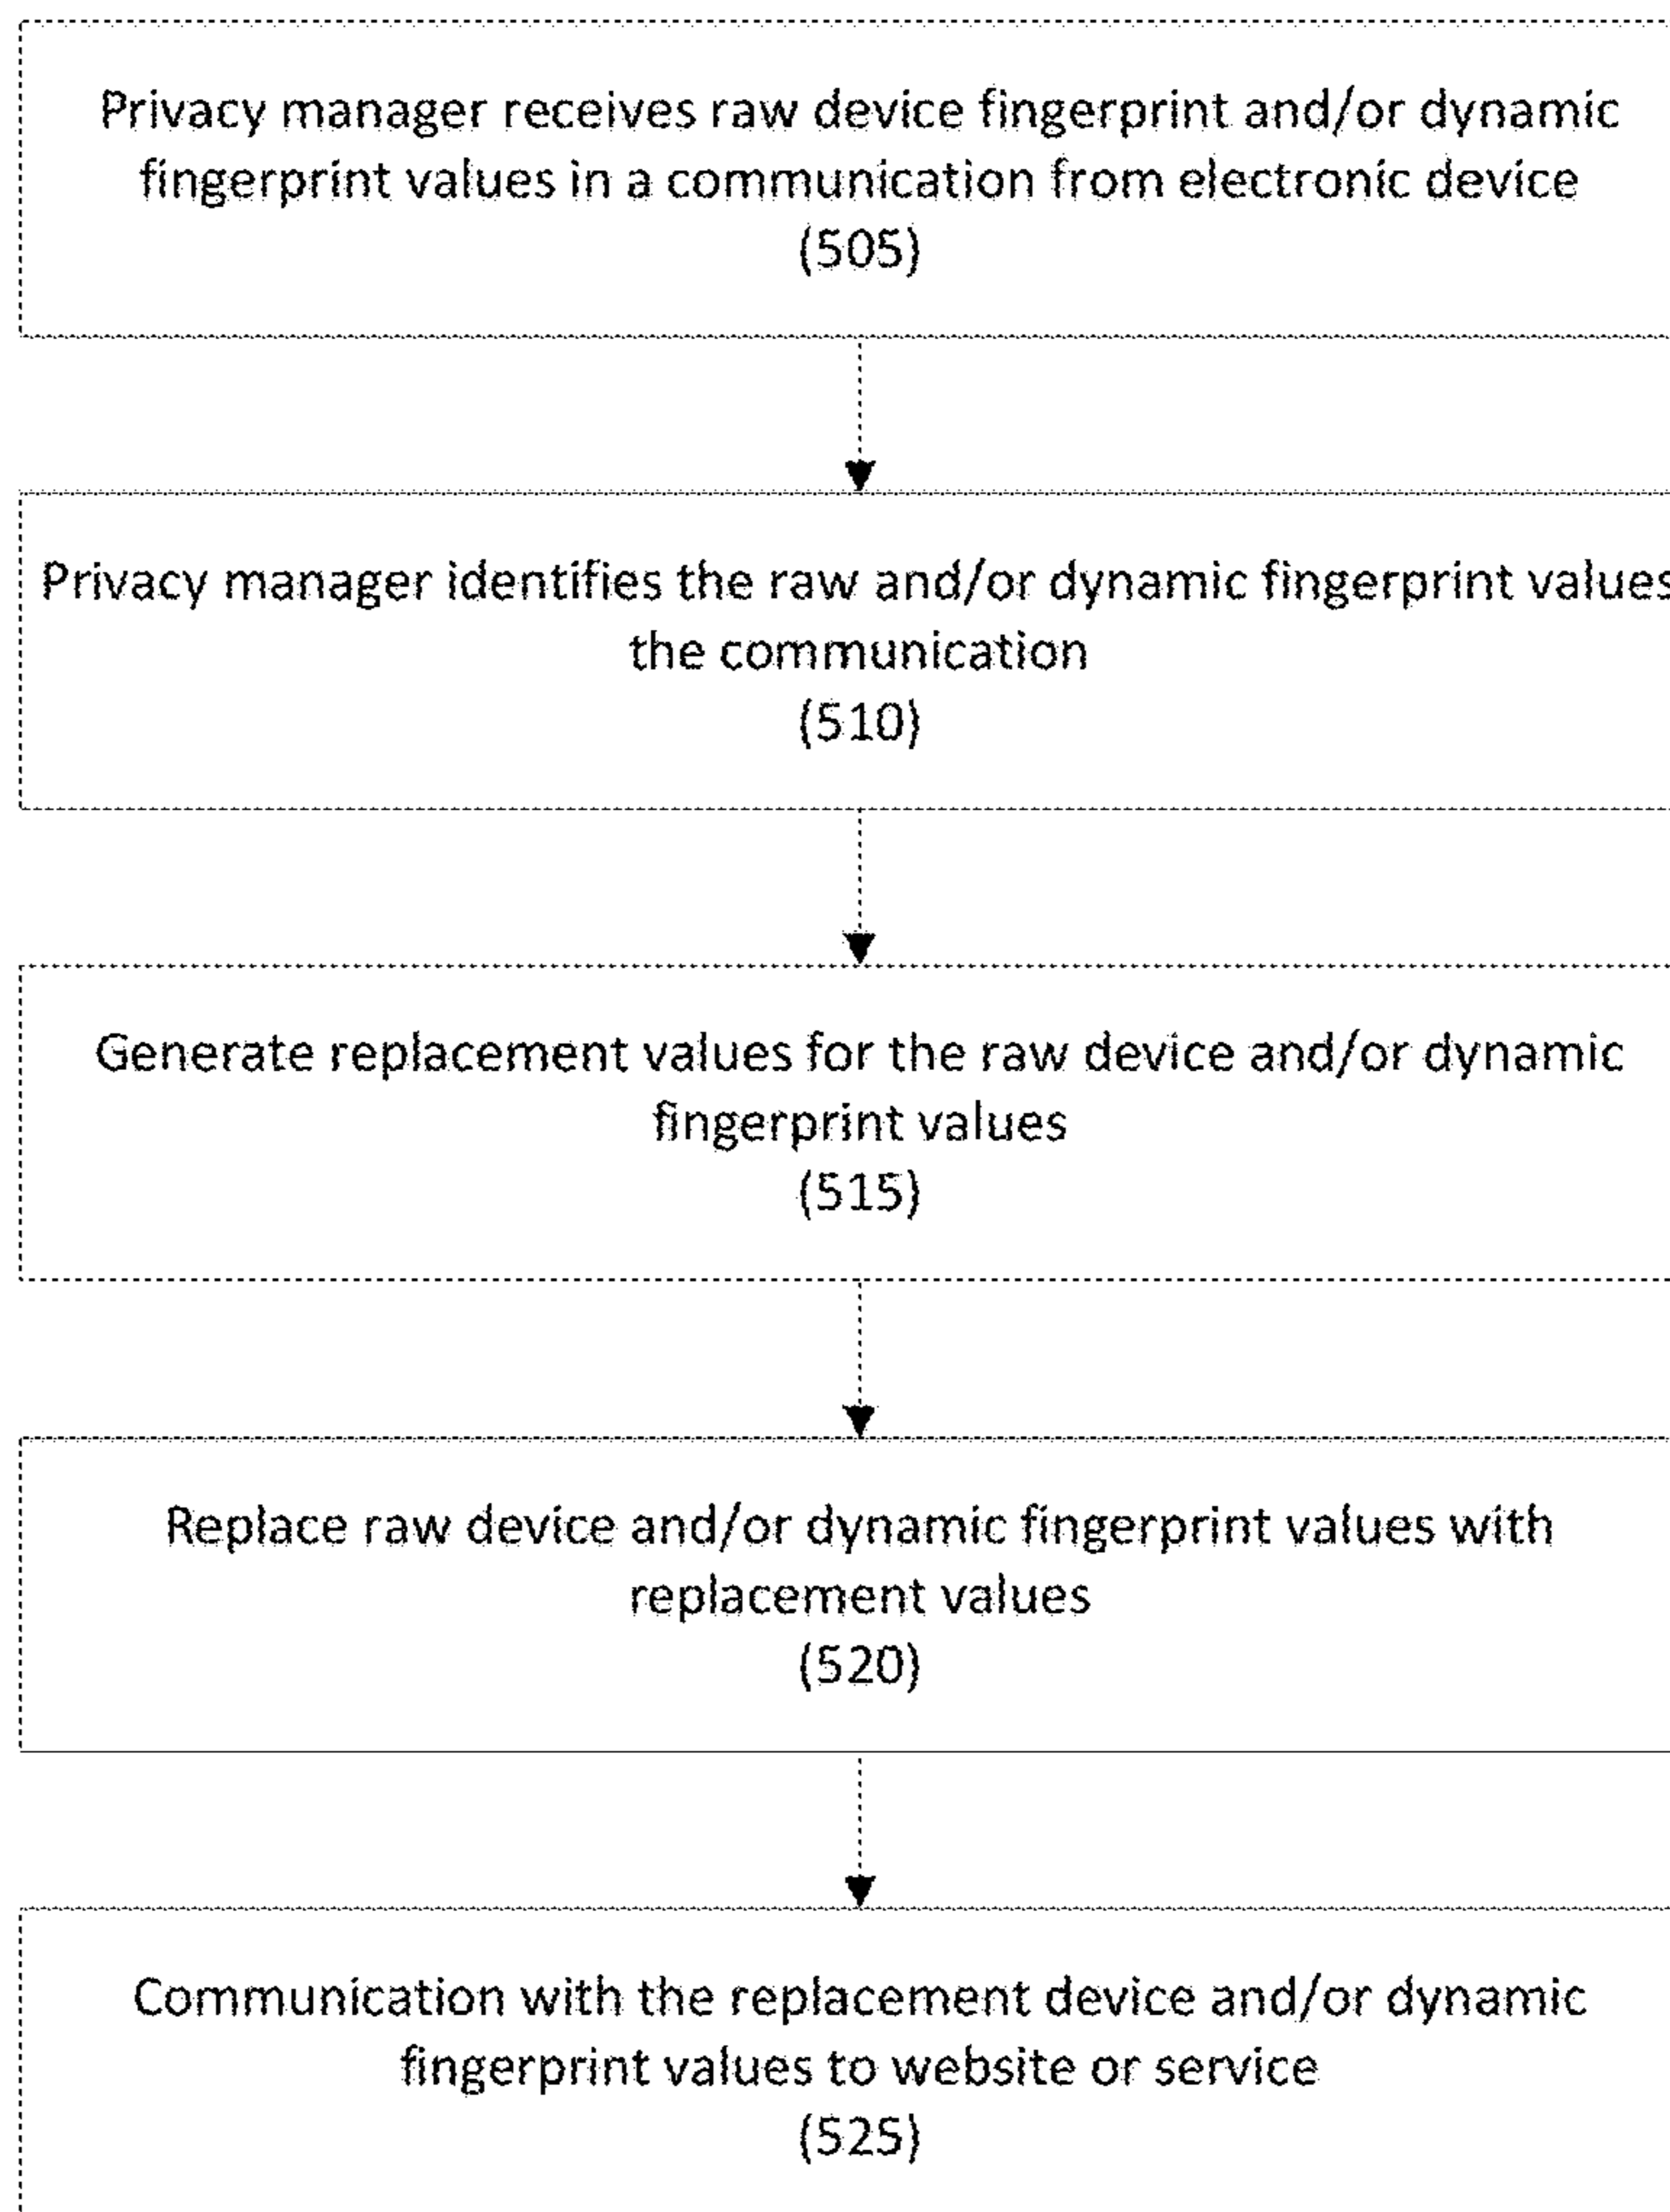 Privacy manager receives raw device fingerprint and/or dynamic
fingerprint values in a communication from electronic device
(505)
Privacy manager identifies the raw and/or dynamic fingerprint values
the communication
(510)
Generate replacement values for the raw device and/or dynamic
fingerprint values
(515)
Replace raw device and/or dynamic fingerprint values with
replacement values
(520)
Communication with the replacement device and/or dynamic
fingerprint values to website or service
(525)